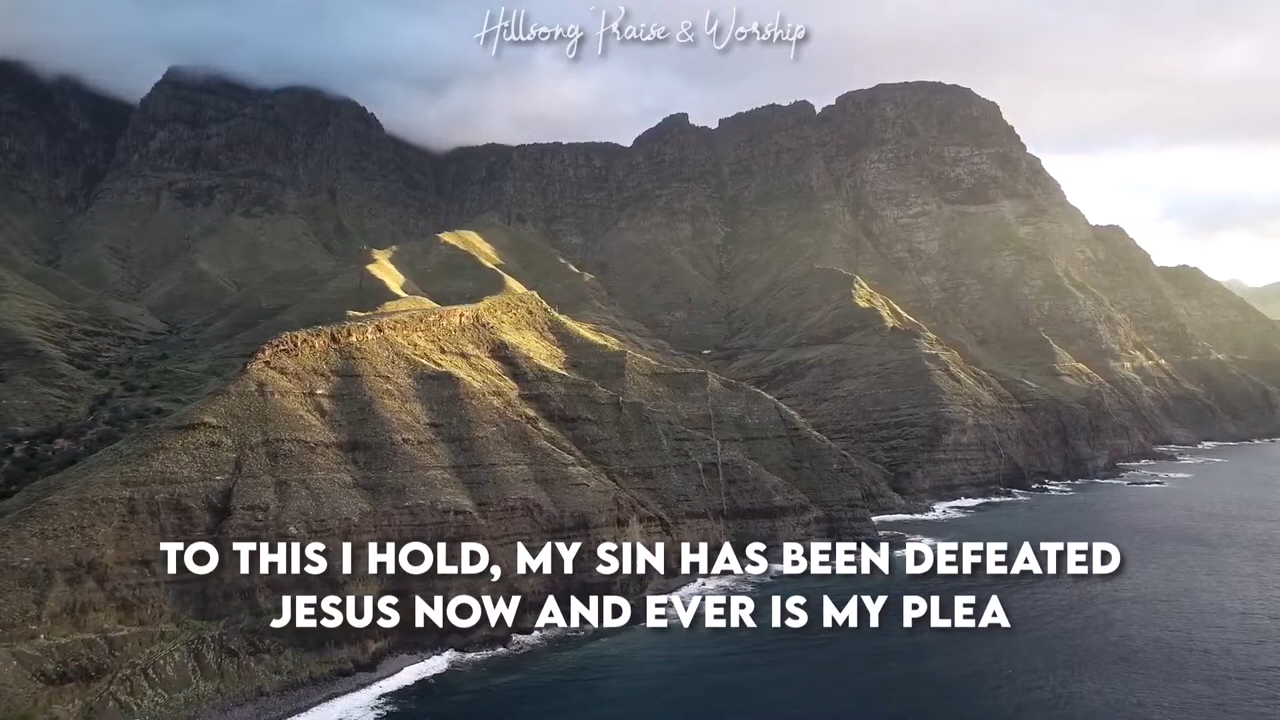 Hillsong Praise & Worship
TO THIS I HOLD, MY SIN HAS BEEN DEFEATED
JESUS NOW AND EVER IS MY PLEA